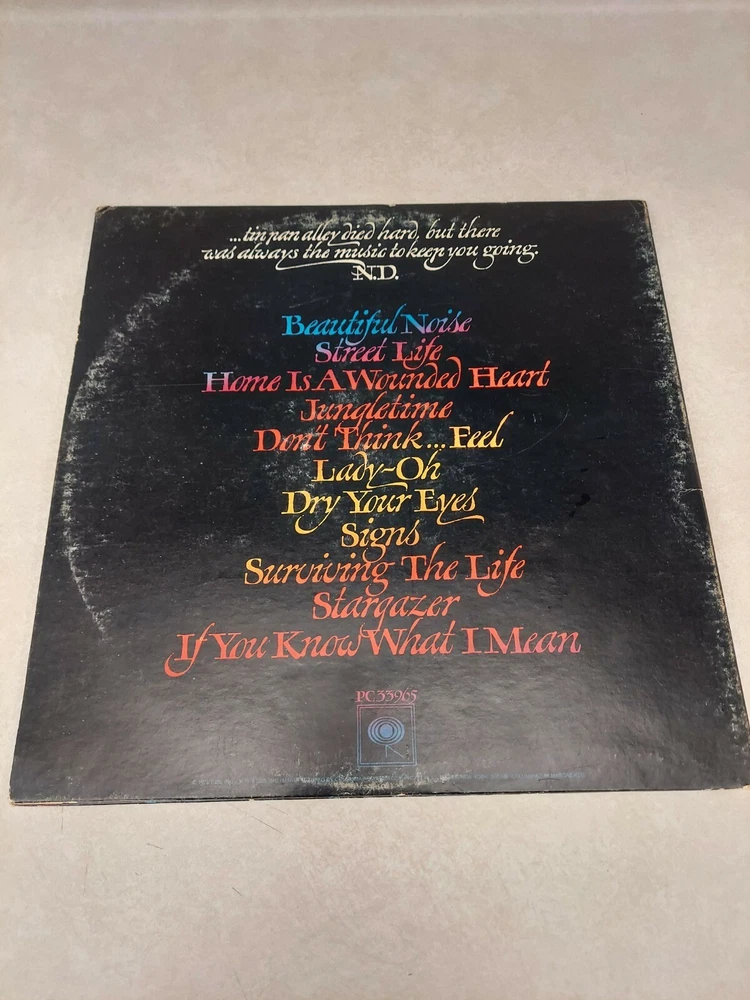 ...tin pan alley died hard, but there
was always the music to keep you going.
N.D.
Beautiful Noise
Street Life
Home Is A Wounded Heart
Jungletime
Don't Think...Feel
Lady-Oh
Dry Your Eyes
Signs
Surviving The Life
Stargazer
If You Know What I Mean
PC 33965